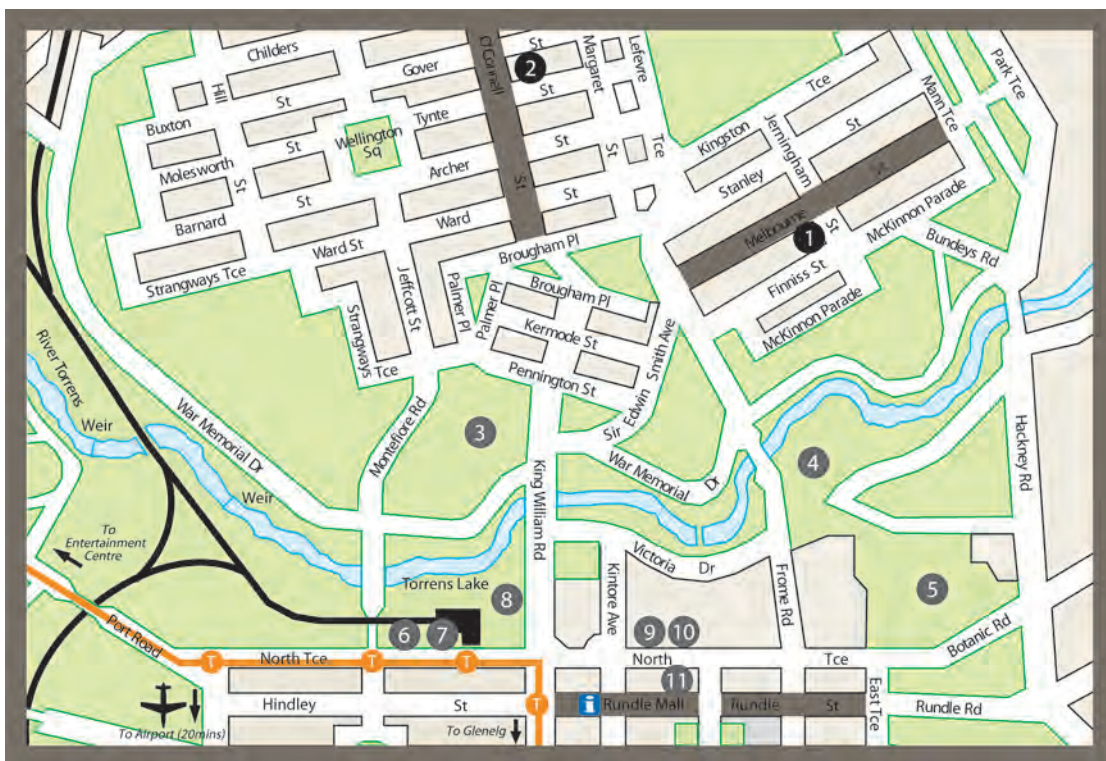 Childers
St
Gover
O'Connell
St
2
St
Margaret
St
Lefevre
Tce
Park Tce
Mann Tce
Hill
St
Buxton
St
Tynte
St
Wellington
Sq
Molesworth
St
Archer
St
Barnard
St
Ward
St
Ward St
Strangways Tce
Jeffcott St
Strangways
Tce
Palmer Pl
Palmer Pl
Brougham Pl
Brougham Pl
Kermode St
Pennington St
Kingston
Tce
Jerningham
St
Stanley
St
Melbourne
St
1
McKinnon Parade
Finniss St
McKinnon Parade
Bundeys Rd
Sir Edwin Smith Ave
River Torrens
Weir
War Memorial Dr
Weir
Montefiore Rd
3
King William Rd
War Memorial
Dr
4
Hackney Rd
To
Entertainment
Centre
Torrens Lake
Victoria
Dr
Kintore Ave
Frome Rd
5
Botanic Rd
8
6
7
9
10
Port Road
T
North Tce
T
T
North
Tce
11
Hindley
St
T
i
Rundle Mall
Rundle
St
East Tce
Rundle Rd
To Airport (20mins)
To Glenelg